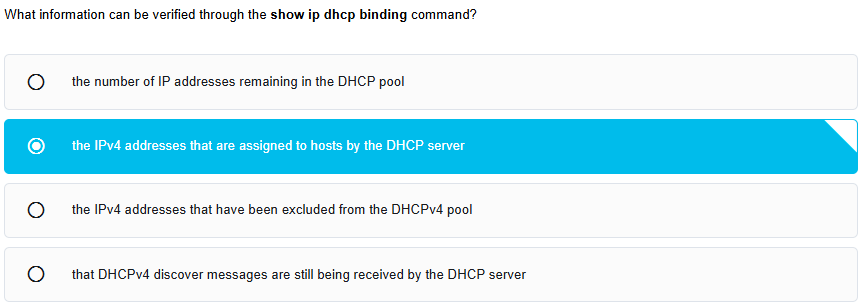 What information can be verified through the show ip dhcp binding command?
the number of IP addresses remaining in the DHCP pool
the IPv4 addresses that are assigned to hosts by the DHCP server
the IPv4 addresses that have been excluded from the DHCPv4 pool
that DHCPv4 discover messages are still being received by the DHCP server